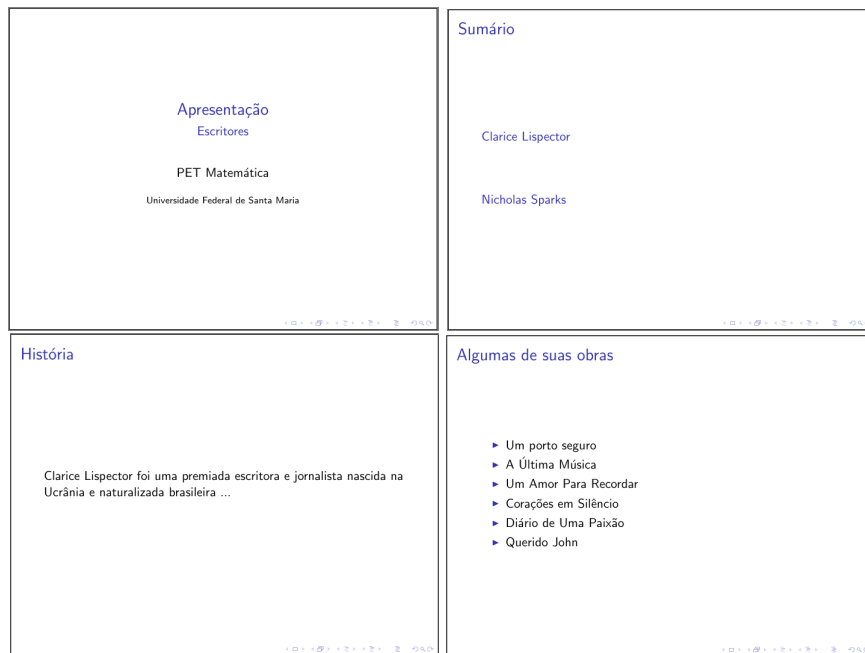 Apresentação
Escritores
PET Matemática
Universidade Federal de Santa Maria
Sumário
Clarice Lispector
Nicholas Sparks
História
Clarice Lispector foi uma premiada escritora e jornalista nascida na
Ucrânia e naturalizada brasileira ...
Algumas de suas obras
Um porto seguro
A Última Música
Um Amor Para Recordar
Corações em Silêncio
Diário de Uma Paixão
Querido John